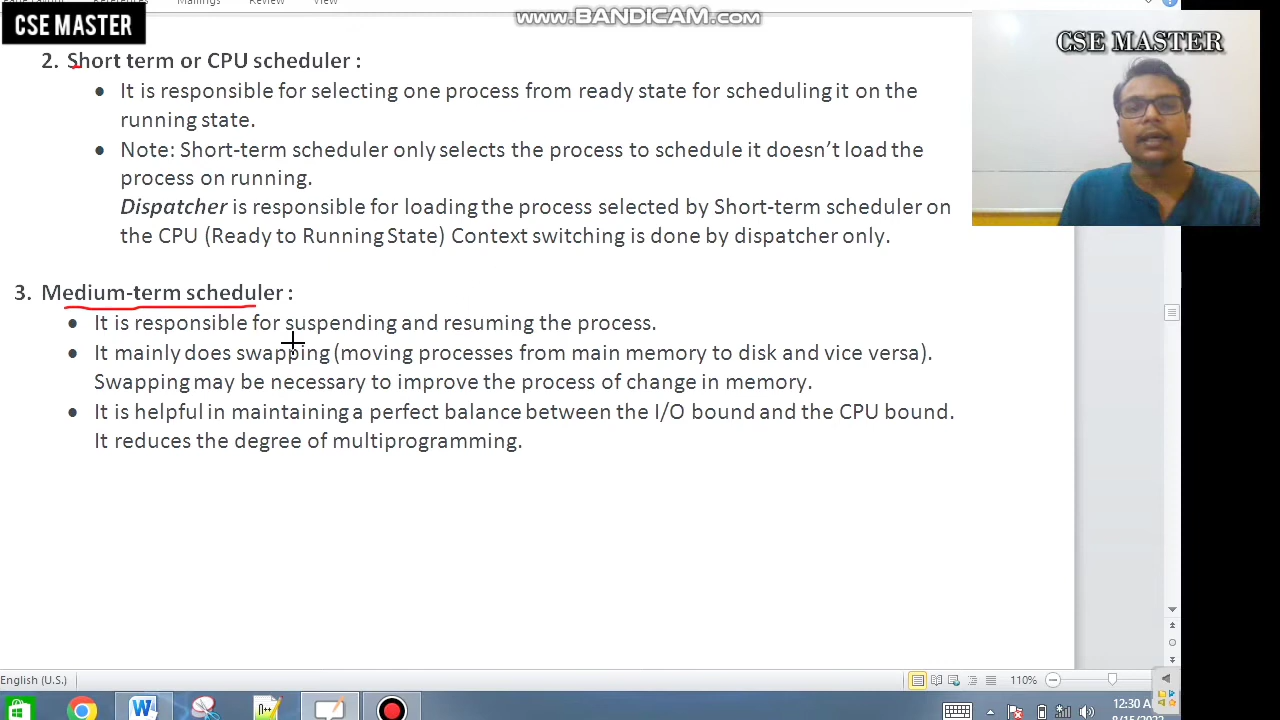 Mailings Review View
WWW.BANDICAM.COM
CSE MASTER
CSE MASTER
2. Short term or CPU scheduler :
• It is responsible for selecting one process from ready state for scheduling it on the
running state.
• Note: Short-term scheduler only selects the process to schedule it doesn't load the
process on running.
Dispatcher is responsible for loading the process selected by Short-term scheduler on
the CPU (Ready to Running State) Context switching is done by dispatcher only.
3. Medium-term scheduler :
• It is responsible for suspending and resuming the process.
• It mainly does swapping (moving processes from main memory to disk and vice versa).
Swapping may be necessary to improve the process of change in memory.
• It is helpful in maintaining a perfect balance between the I/O bound and the CPU bound.
It reduces the degree of multiprogramming.
English (U.S.)
110%
12:30 AM